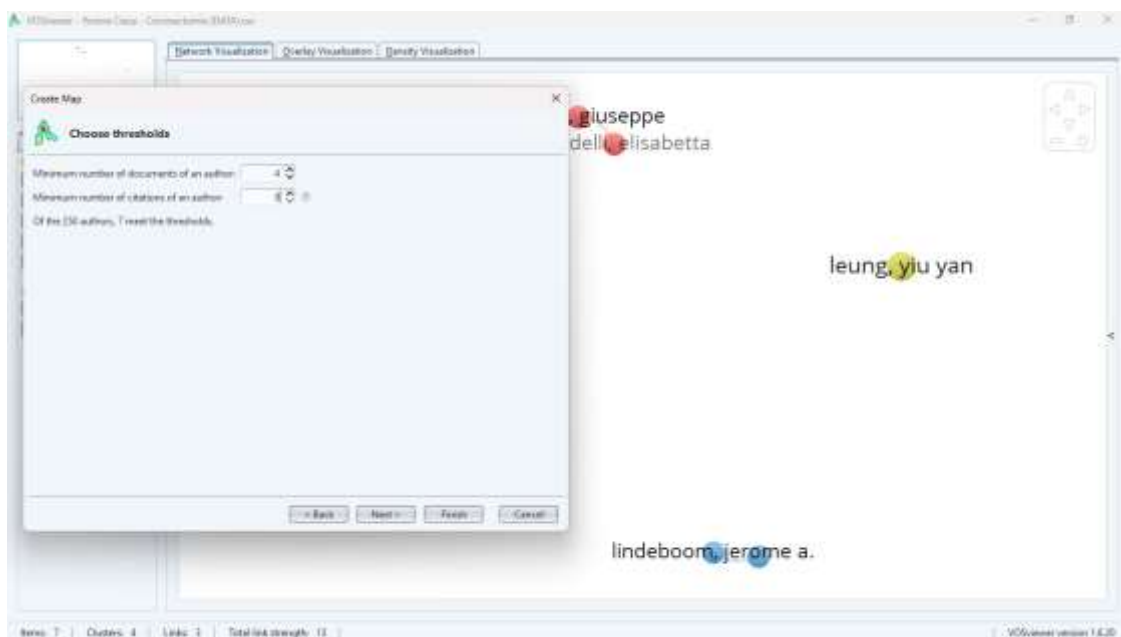 VOSviewer
Network Visualization Overlay Visualization Density Visualization
Create Map
Choose thresholds
Minimum number of documents of an author: 4
Minimum number of citations of an author:
Of the 150 authors, 7 meet the thresholds.
< Back Next > Finish Cancel
, giuseppe
delli, elisabetta
leung, yiu yan
lindeboom, jerome a.
Items: 7 Clusters: 4 Links: 3 Total link strength: 13 VOSviewer version 1.6.20